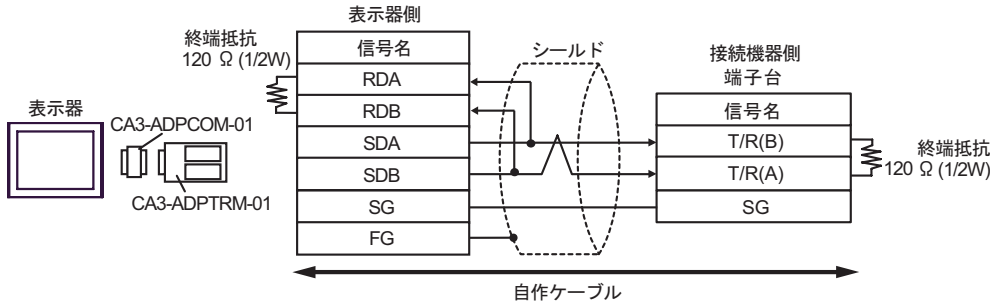 表示器側
終端抵抗
120 Ω (1/2W)
信号名
RDA
RDB
SDA
SDB
SG
FG
シールド
接続機器側
端子台
信号名
T/R(B)
T/R(A)
SG
終端抵抗
120 Ω (1/2W)
表示器
CA3-ADPCOM-01
CA3-ADPTRM-01
自作ケーブル